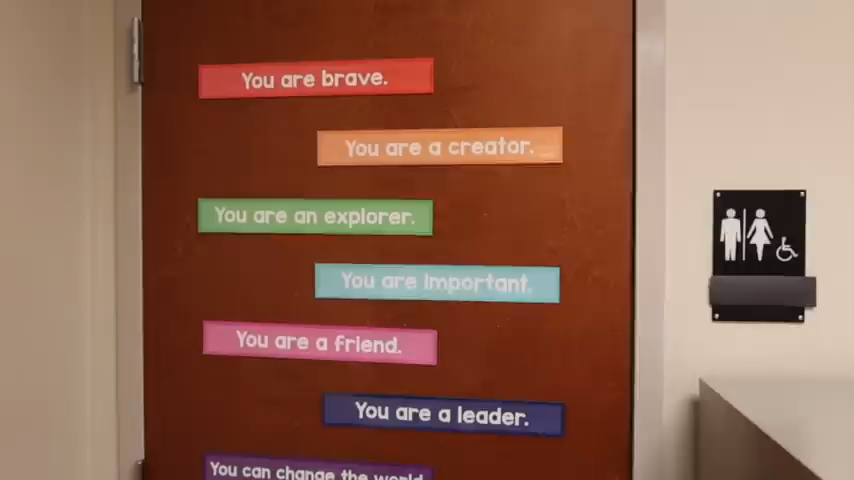 You are brave.
You are a creator.
You are an explorer.
You are important.
You are a friend.
You are a leader.
You can change the world